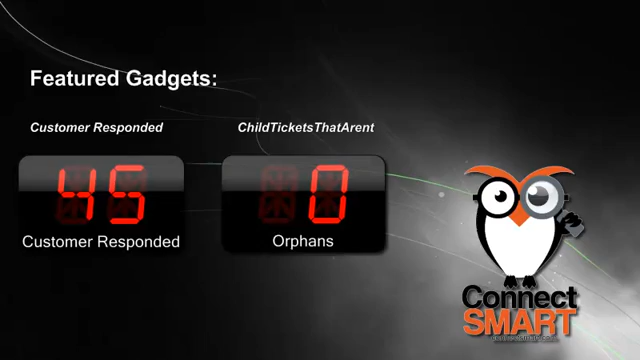 Featured Gadgets:
Customer Responded
ChildTicketsThatArent
45
0
Customer Responded
Orphans
Connect
SMART